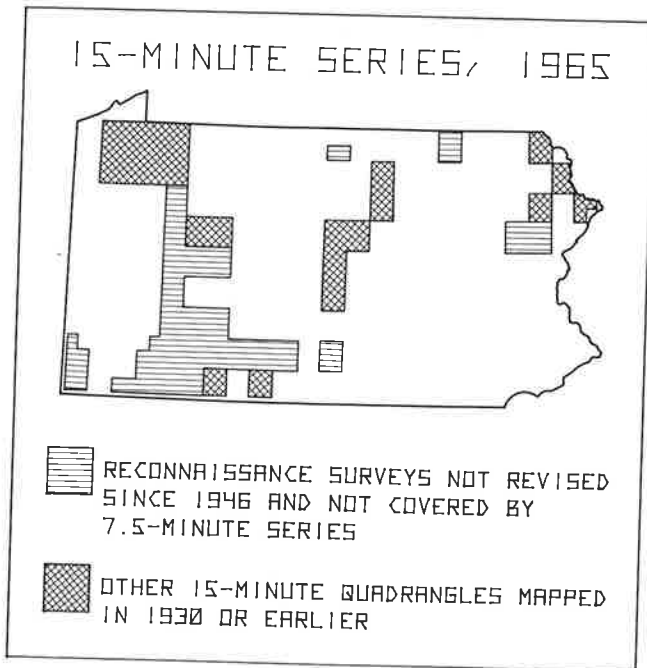 15-MINUTE SERIES, 1965
RECONNAISSANCE SURVEYS NOT REVISED
SINCE 1946 AND NOT COVERED BY
7.5-MINUTE SERIES
OTHER 15-MINUTE QUADRANGLES MAPPED
IN 1930 OR EARLIER